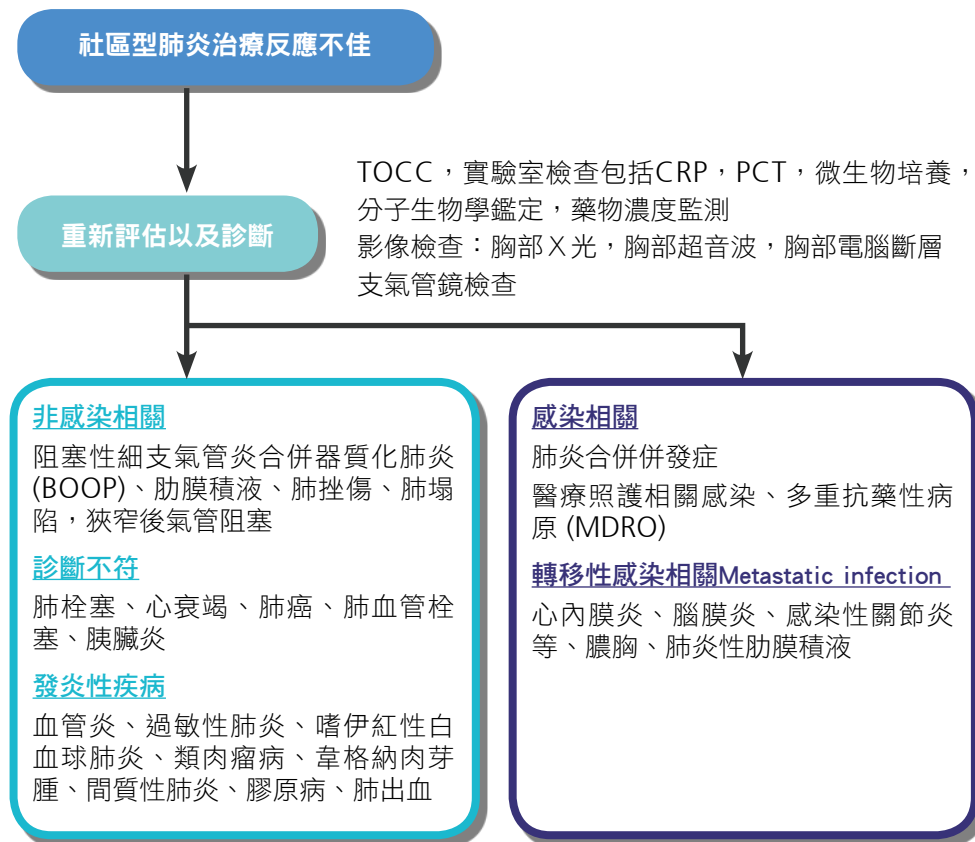 社區型肺炎治療反應不佳
TOCC，實驗室檢查包括CRP，PCT，微生物培養，
分子生物學鑑定，藥物濃度監測
影像檢查：胸部X光，胸部超音波，胸部電腦斷層
支氣管鏡檢查
重新評估以及診斷
非感染相關
阻塞性細支氣管炎合併器質化肺炎
(BOOP)、肋膜積液、肺挫傷、肺塌
陷，狹窄後氣管阻塞
診斷不符
肺栓塞、心衰竭、肺癌、肺血管栓
塞、胰臟炎
發炎性疾病
血管炎、過敏性肺炎、嗜伊紅性白
血球肺炎、類肉瘤病、韋格納肉芽
腫、間質性肺炎、膠原病、肺出血
感染相關
肺炎合併併發症
醫療照護相關感染、多重抗藥性病
原 (MDRO)
轉移性感染相關Metastatic infection
心內膜炎、腦膜炎、感染性關節炎
等、膿胸、肺炎性肋膜積液